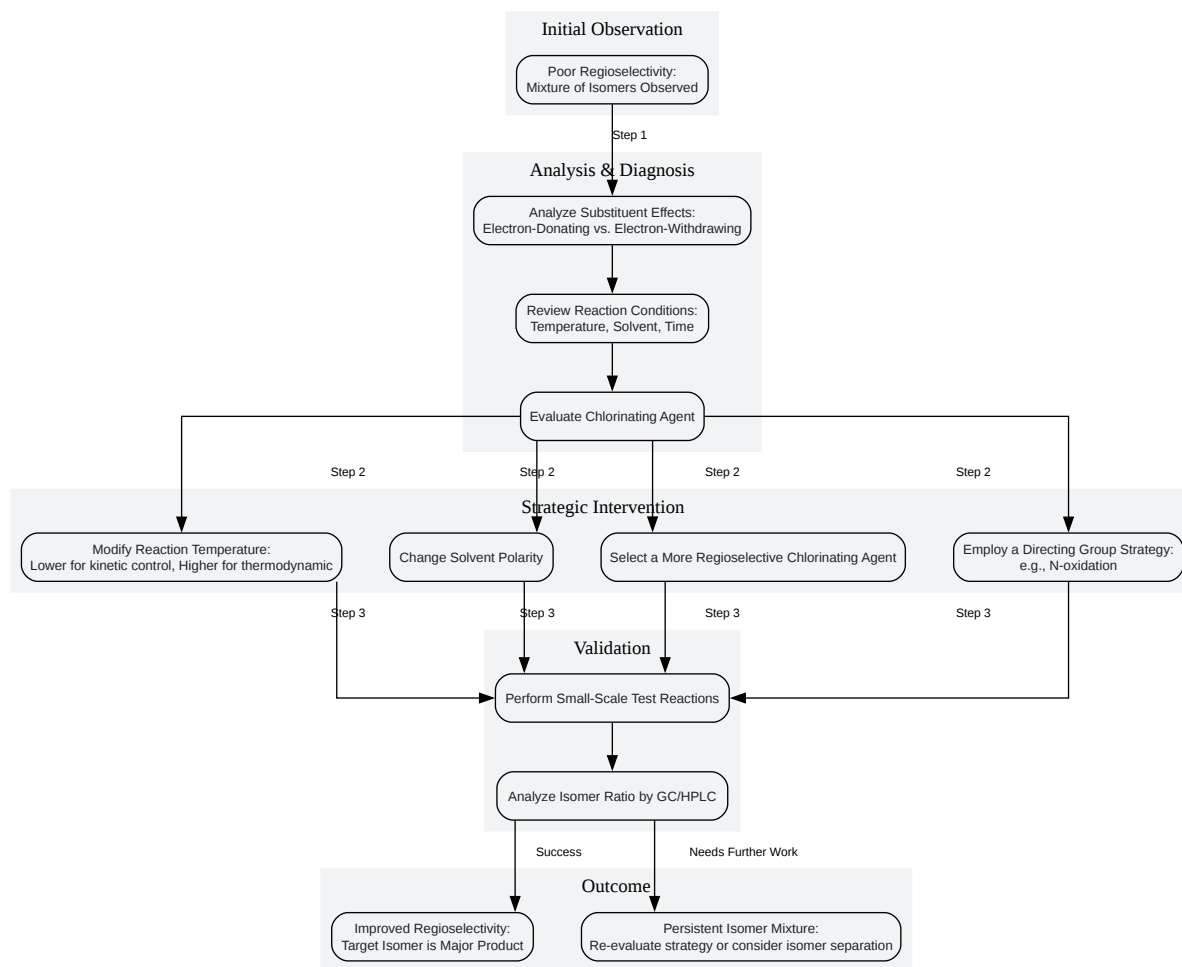 Initial Observation
Poor Regioselectivity:
Mixture of Isomers Observed
Step 1
Analysis & Diagnosis
Analyze Substituent Effects:
Electron-Donating vs. Electron-Withdrawing
Review Reaction Conditions:
Temperature, Solvent, Time
Evaluate Chlorinating Agent
Step 2
Step 2
Step 2
Step 2
Strategic Intervention
Modify Reaction Temperature:
Lower for kinetic control, Higher for thermodynamic
Change Solvent Polarity
Select a More Regioselective Chlorinating Agent
Employ a Directing Group Strategy:
e.g., N-oxidation
Step 3
Step 3
Step 3
Step 3
Validation
Perform Small-Scale Test Reactions
Analyze Isomer Ratio by GC/HPLC
Success
Needs Further Work
Outcome
Improved Regioselectivity:
Target Isomer is Major Product
Persistent Isomer Mixture:
Re-evaluate strategy or consider isomer separation